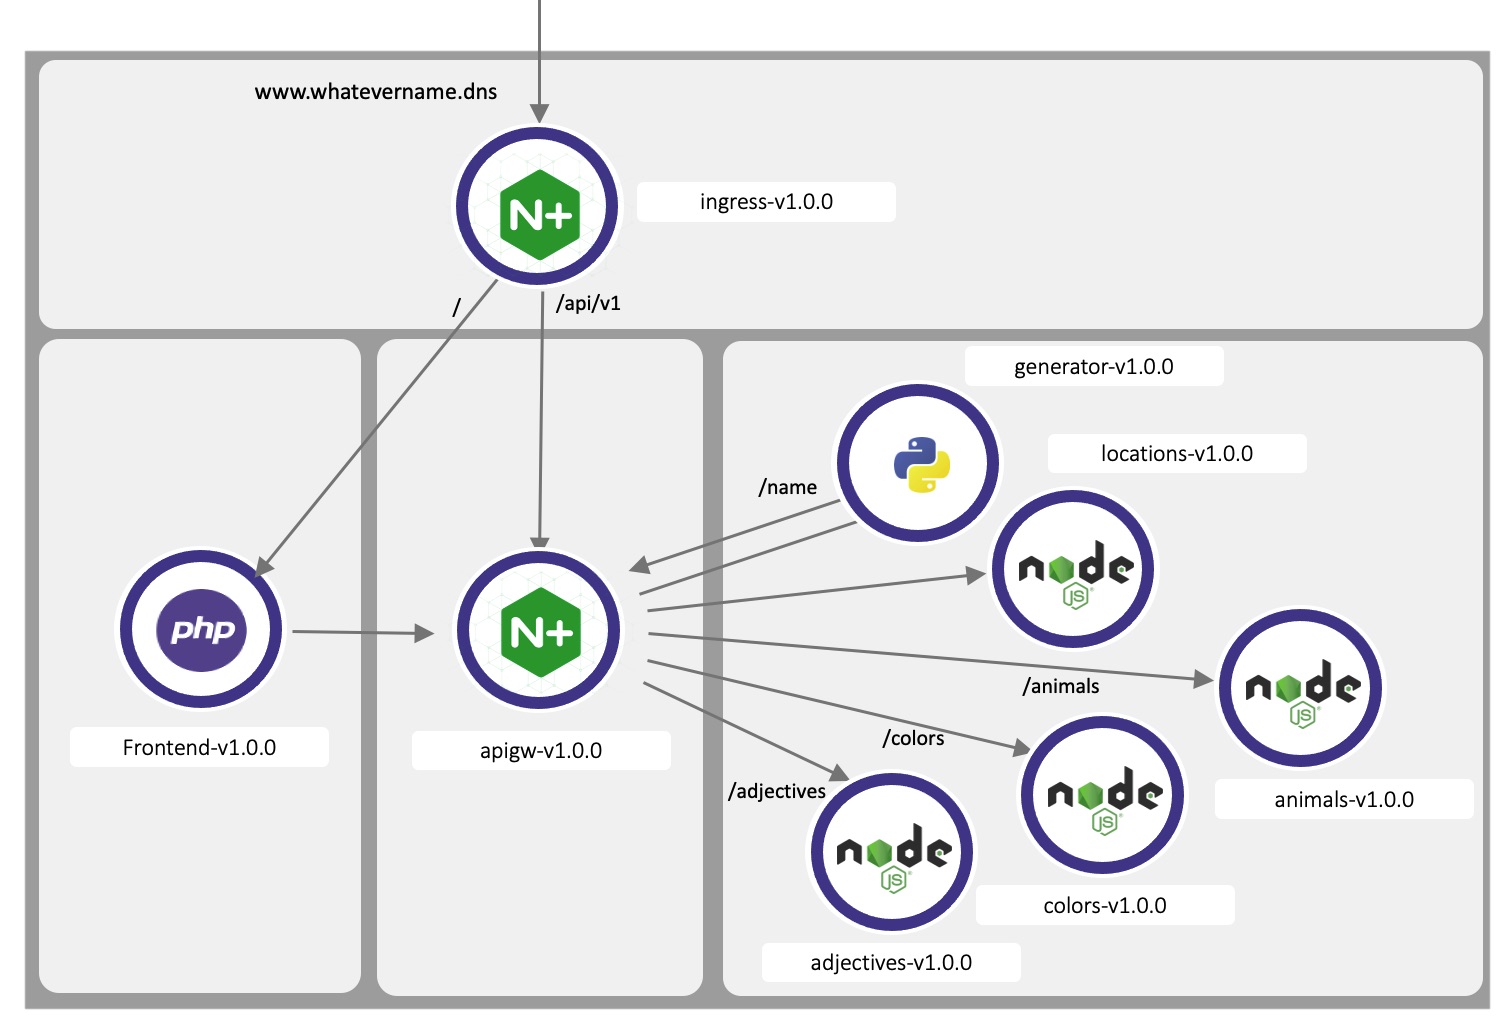 www.whatevername.dns
N+
ingress-v1.0.0
/
/api/v1
generator-v1.0.0
locations-v1.0.0
/name
node
JS
php
N+
node
JS
/animals
Frontend-v1.0.0
apigw-v1.0.0
/colors
node
JS
/adjectives
animals-v1.0.0
node
JS
colors-v1.0.0
adjectives-v1.0.0